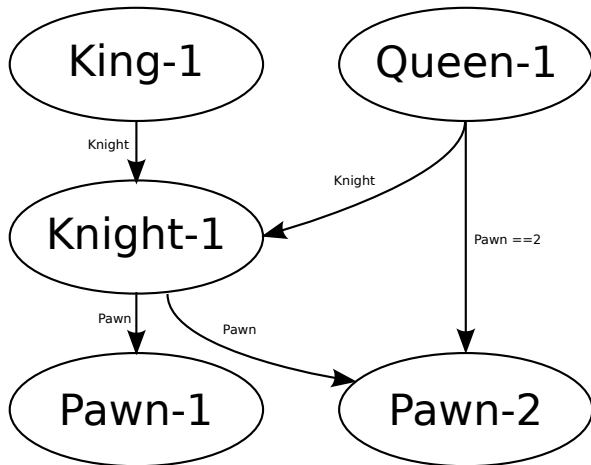 King-1
Queen-1
Knight
Knight
Knight-1
Pawn ==2
Pawn
Pawn
Pawn-1
Pawn-2